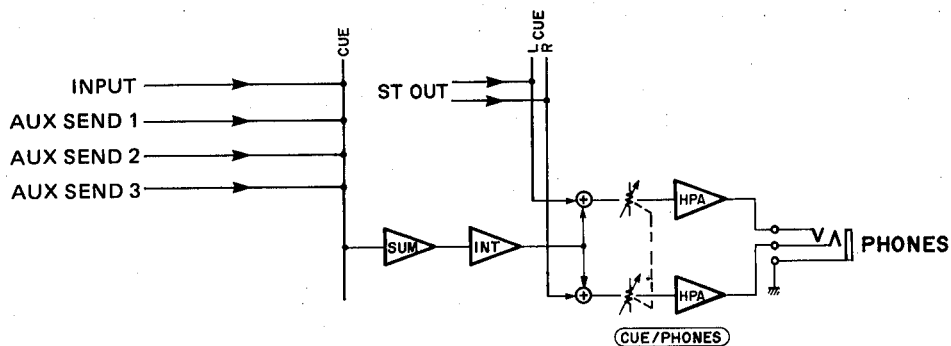 CUE
L CUE R
INPUT
ST OUT
AUX SEND 1
AUX SEND 2
AUX SEND 3
HPA
SUM
INT
PHONES
HPA
CUE/PHONES